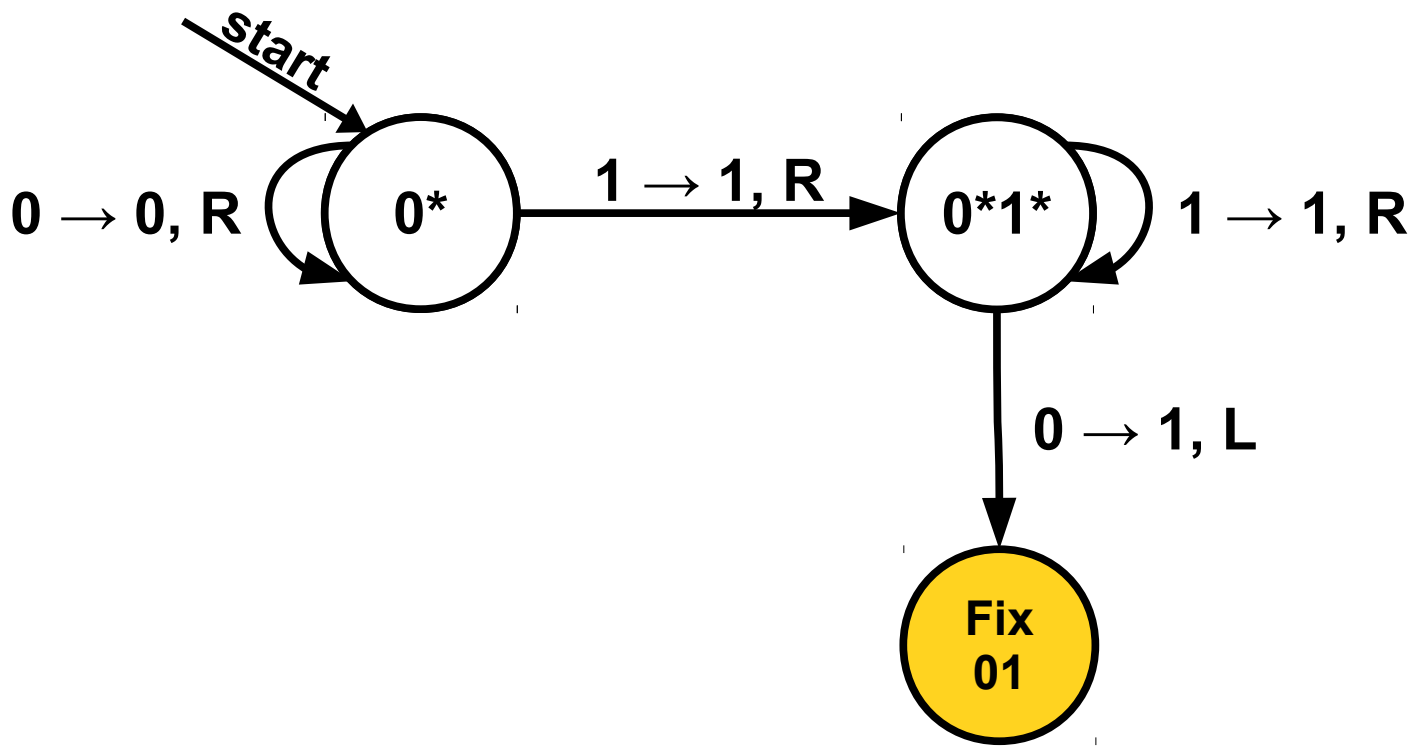 start
0 → 0, R
0*
1 → 1, R
0*1*
1 → 1, R
0 → 1, L
Fix
01